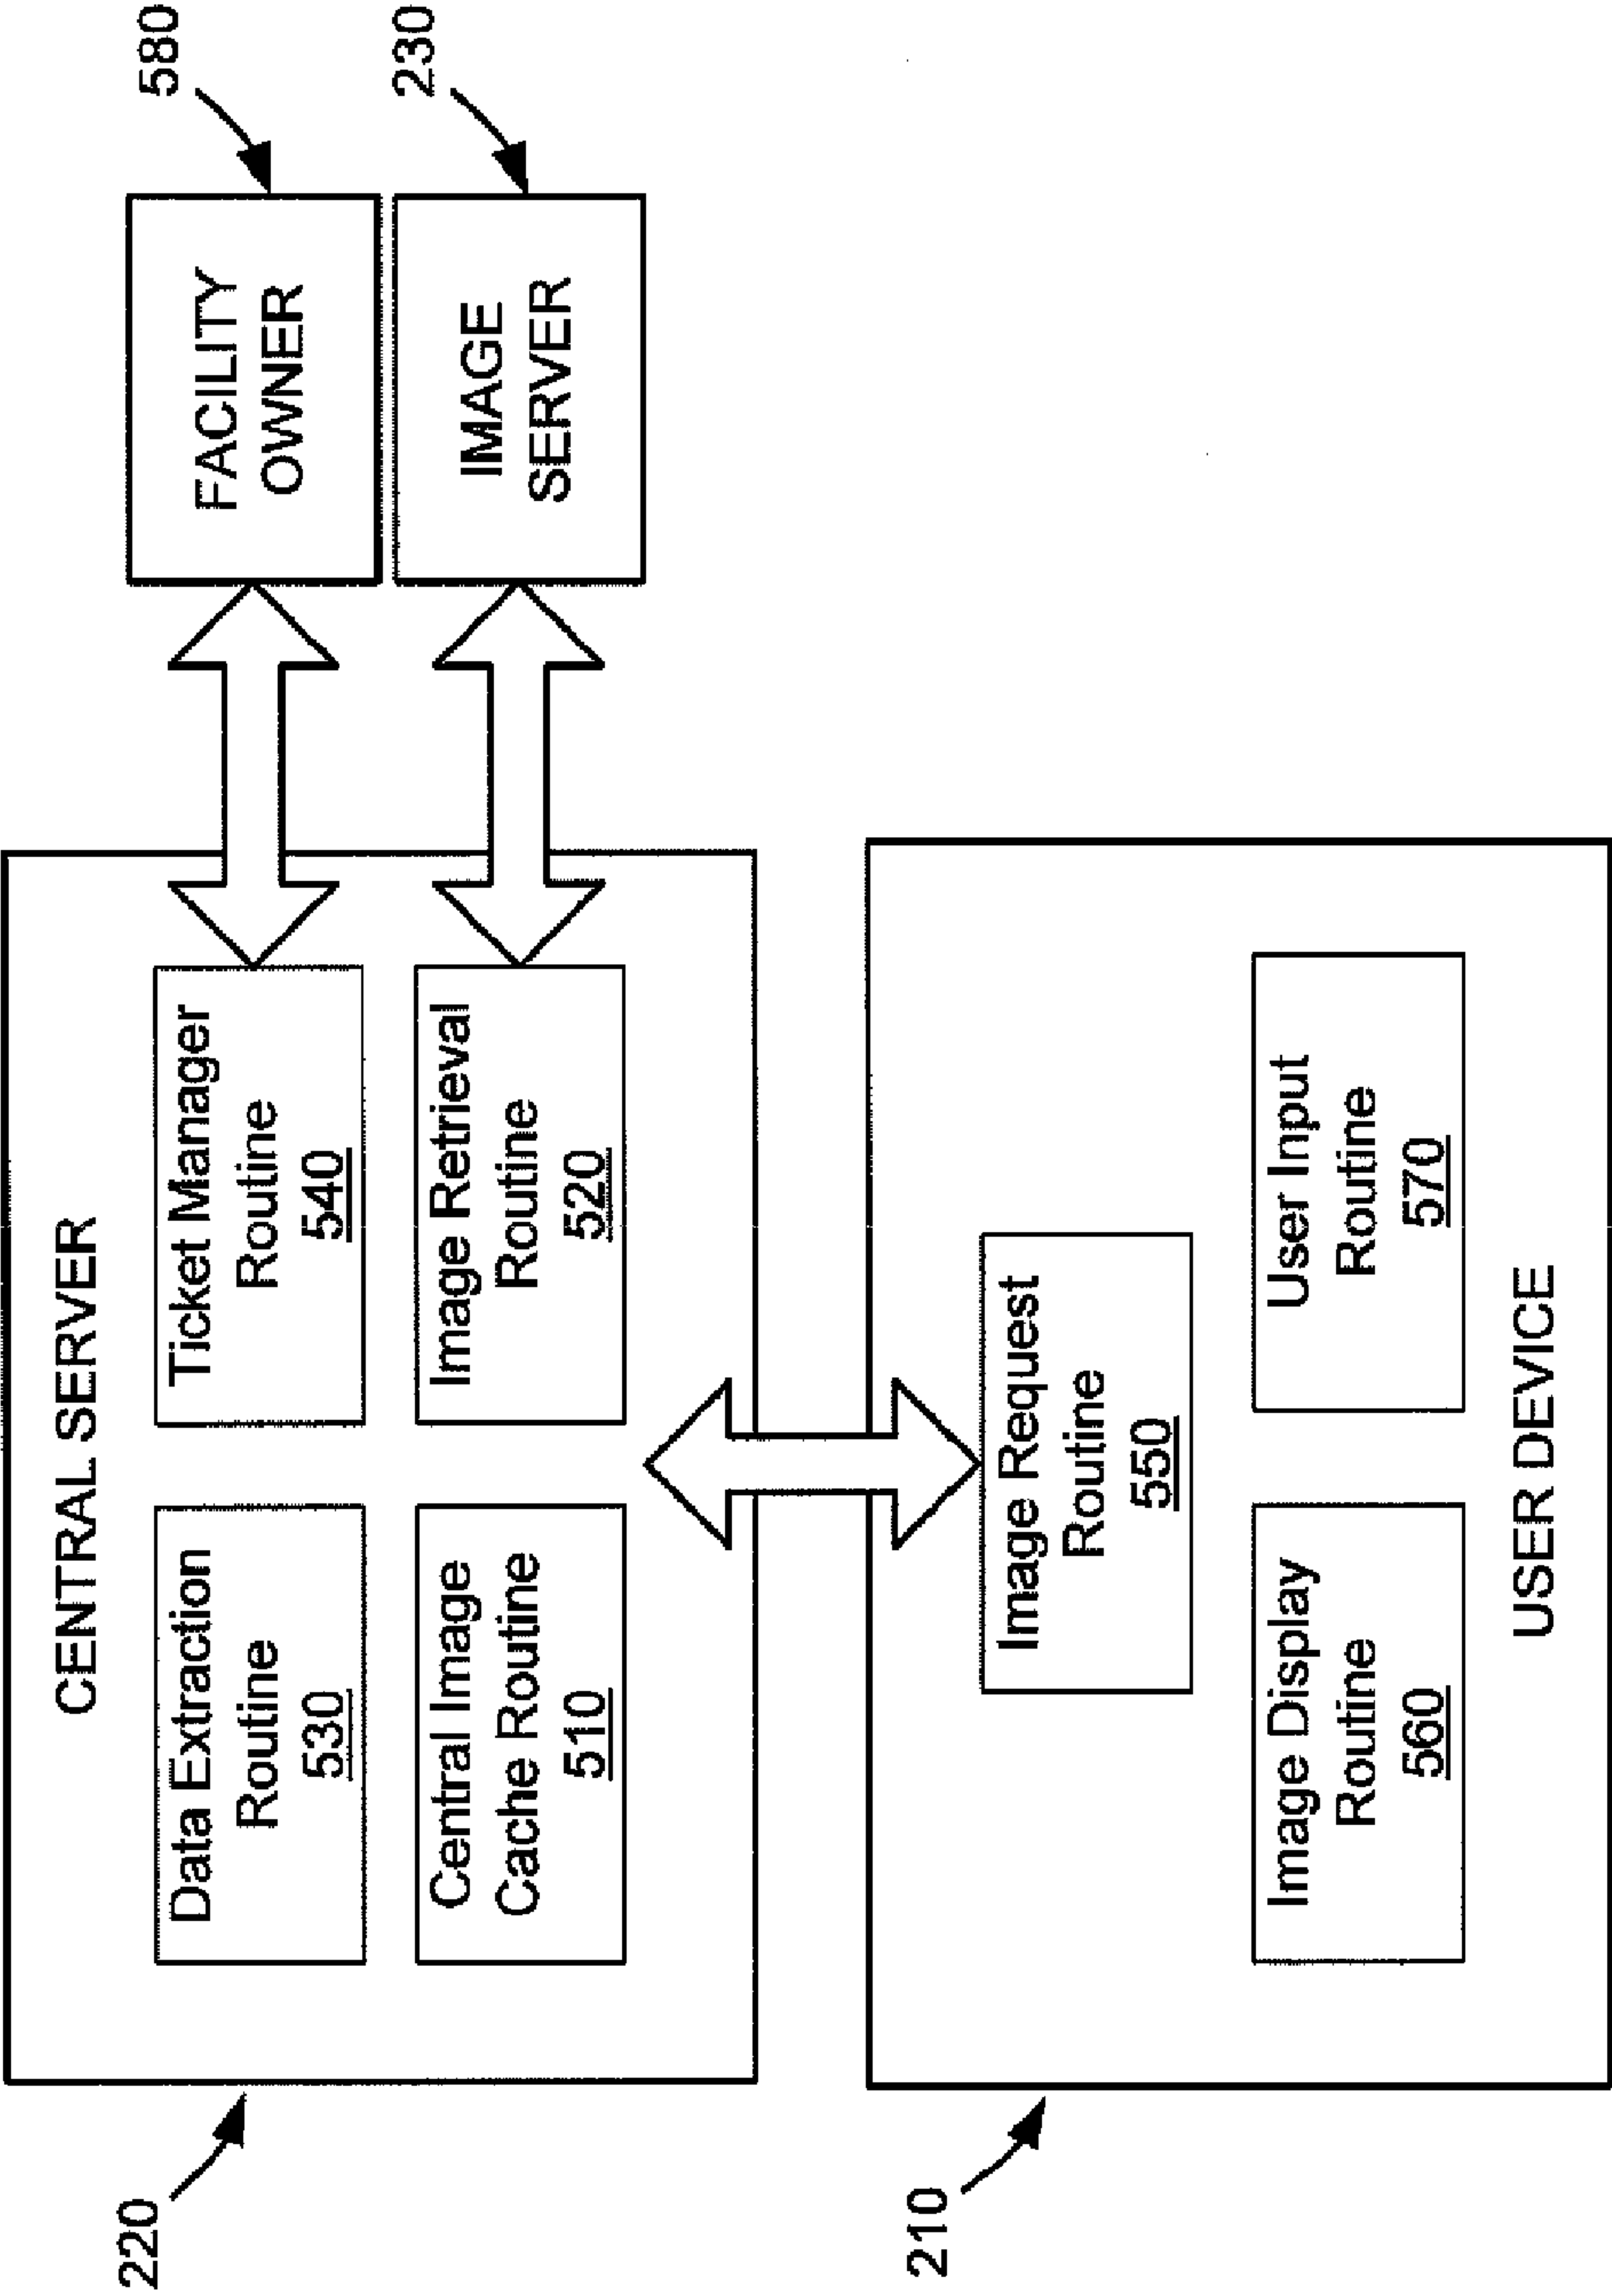 220
CENTRAL SERVER
Data Extraction
Routine
530
Ticket Manager
Routine
540
Central Image
Cache Routine
510
Image Retrieval
Routine
520
FACILITY
OWNER
580
IMAGE
SERVER
230
210
Image Request
Routine
550
Image Display
Routine
560
User Input
Routine
570
USER DEVICE